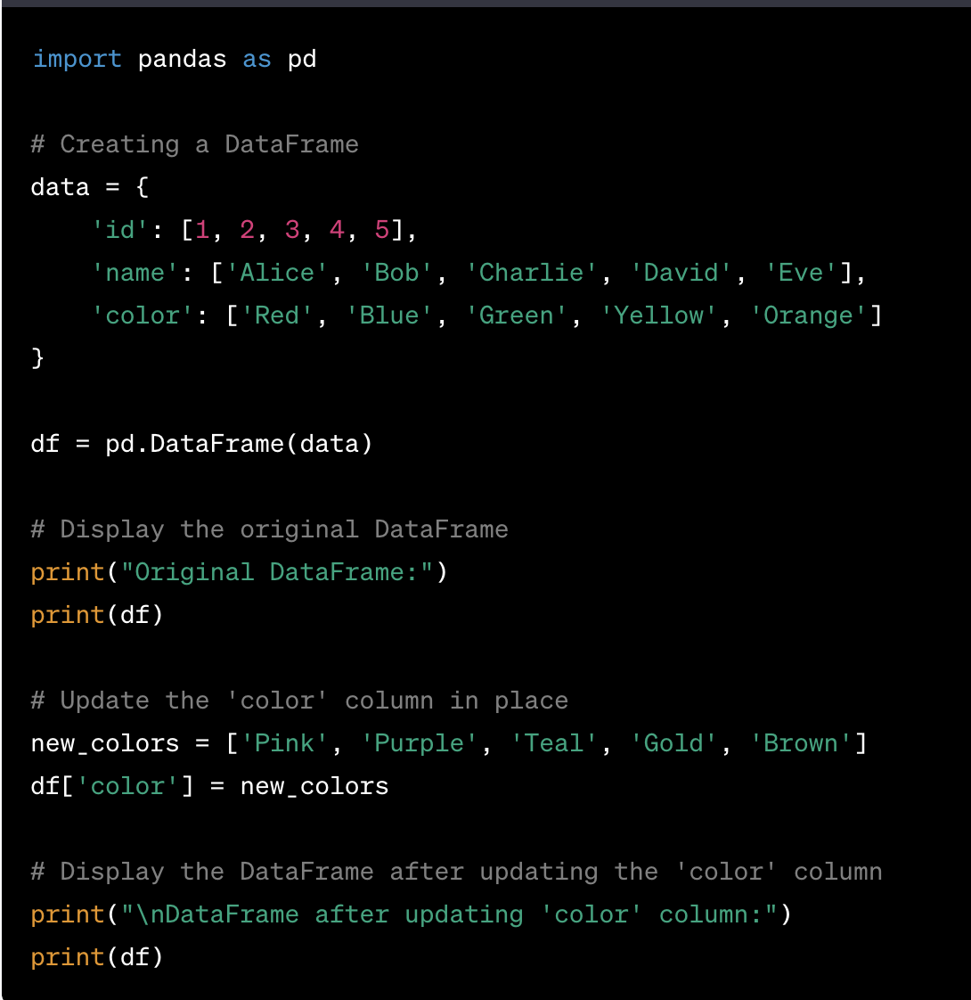 import pandas as pd
# Creating a DataFrame
data = {
    'id': [1, 2, 3, 4, 5],
    'name': ['Alice', 'Bob', 'Charlie', 'David', 'Eve'],
    'color': ['Red', 'Blue', 'Green', 'Yellow', 'Orange']
}
df = pd.DataFrame(data)
# Display the original DataFrame
print("Original DataFrame:")
print(df)
# Update the 'color' column in place
new_colors = ['Pink', 'Purple', 'Teal', 'Gold', 'Brown']
df['color'] = new_colors
# Display the DataFrame after updating the 'color' column
print("\nDataFrame after updating 'color' column:")
print(df)